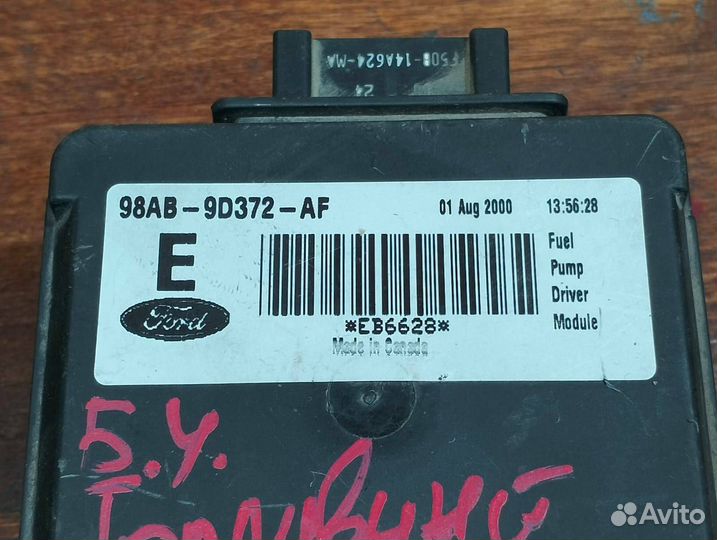 F50B-14A624-MA
24
98AB-9D372-AF 01 Aug 2000 13:56:28
E
Fuel
Pump
Driver
Module
Ford
*EB6628*
Made in Canada
Б.У.
Avito